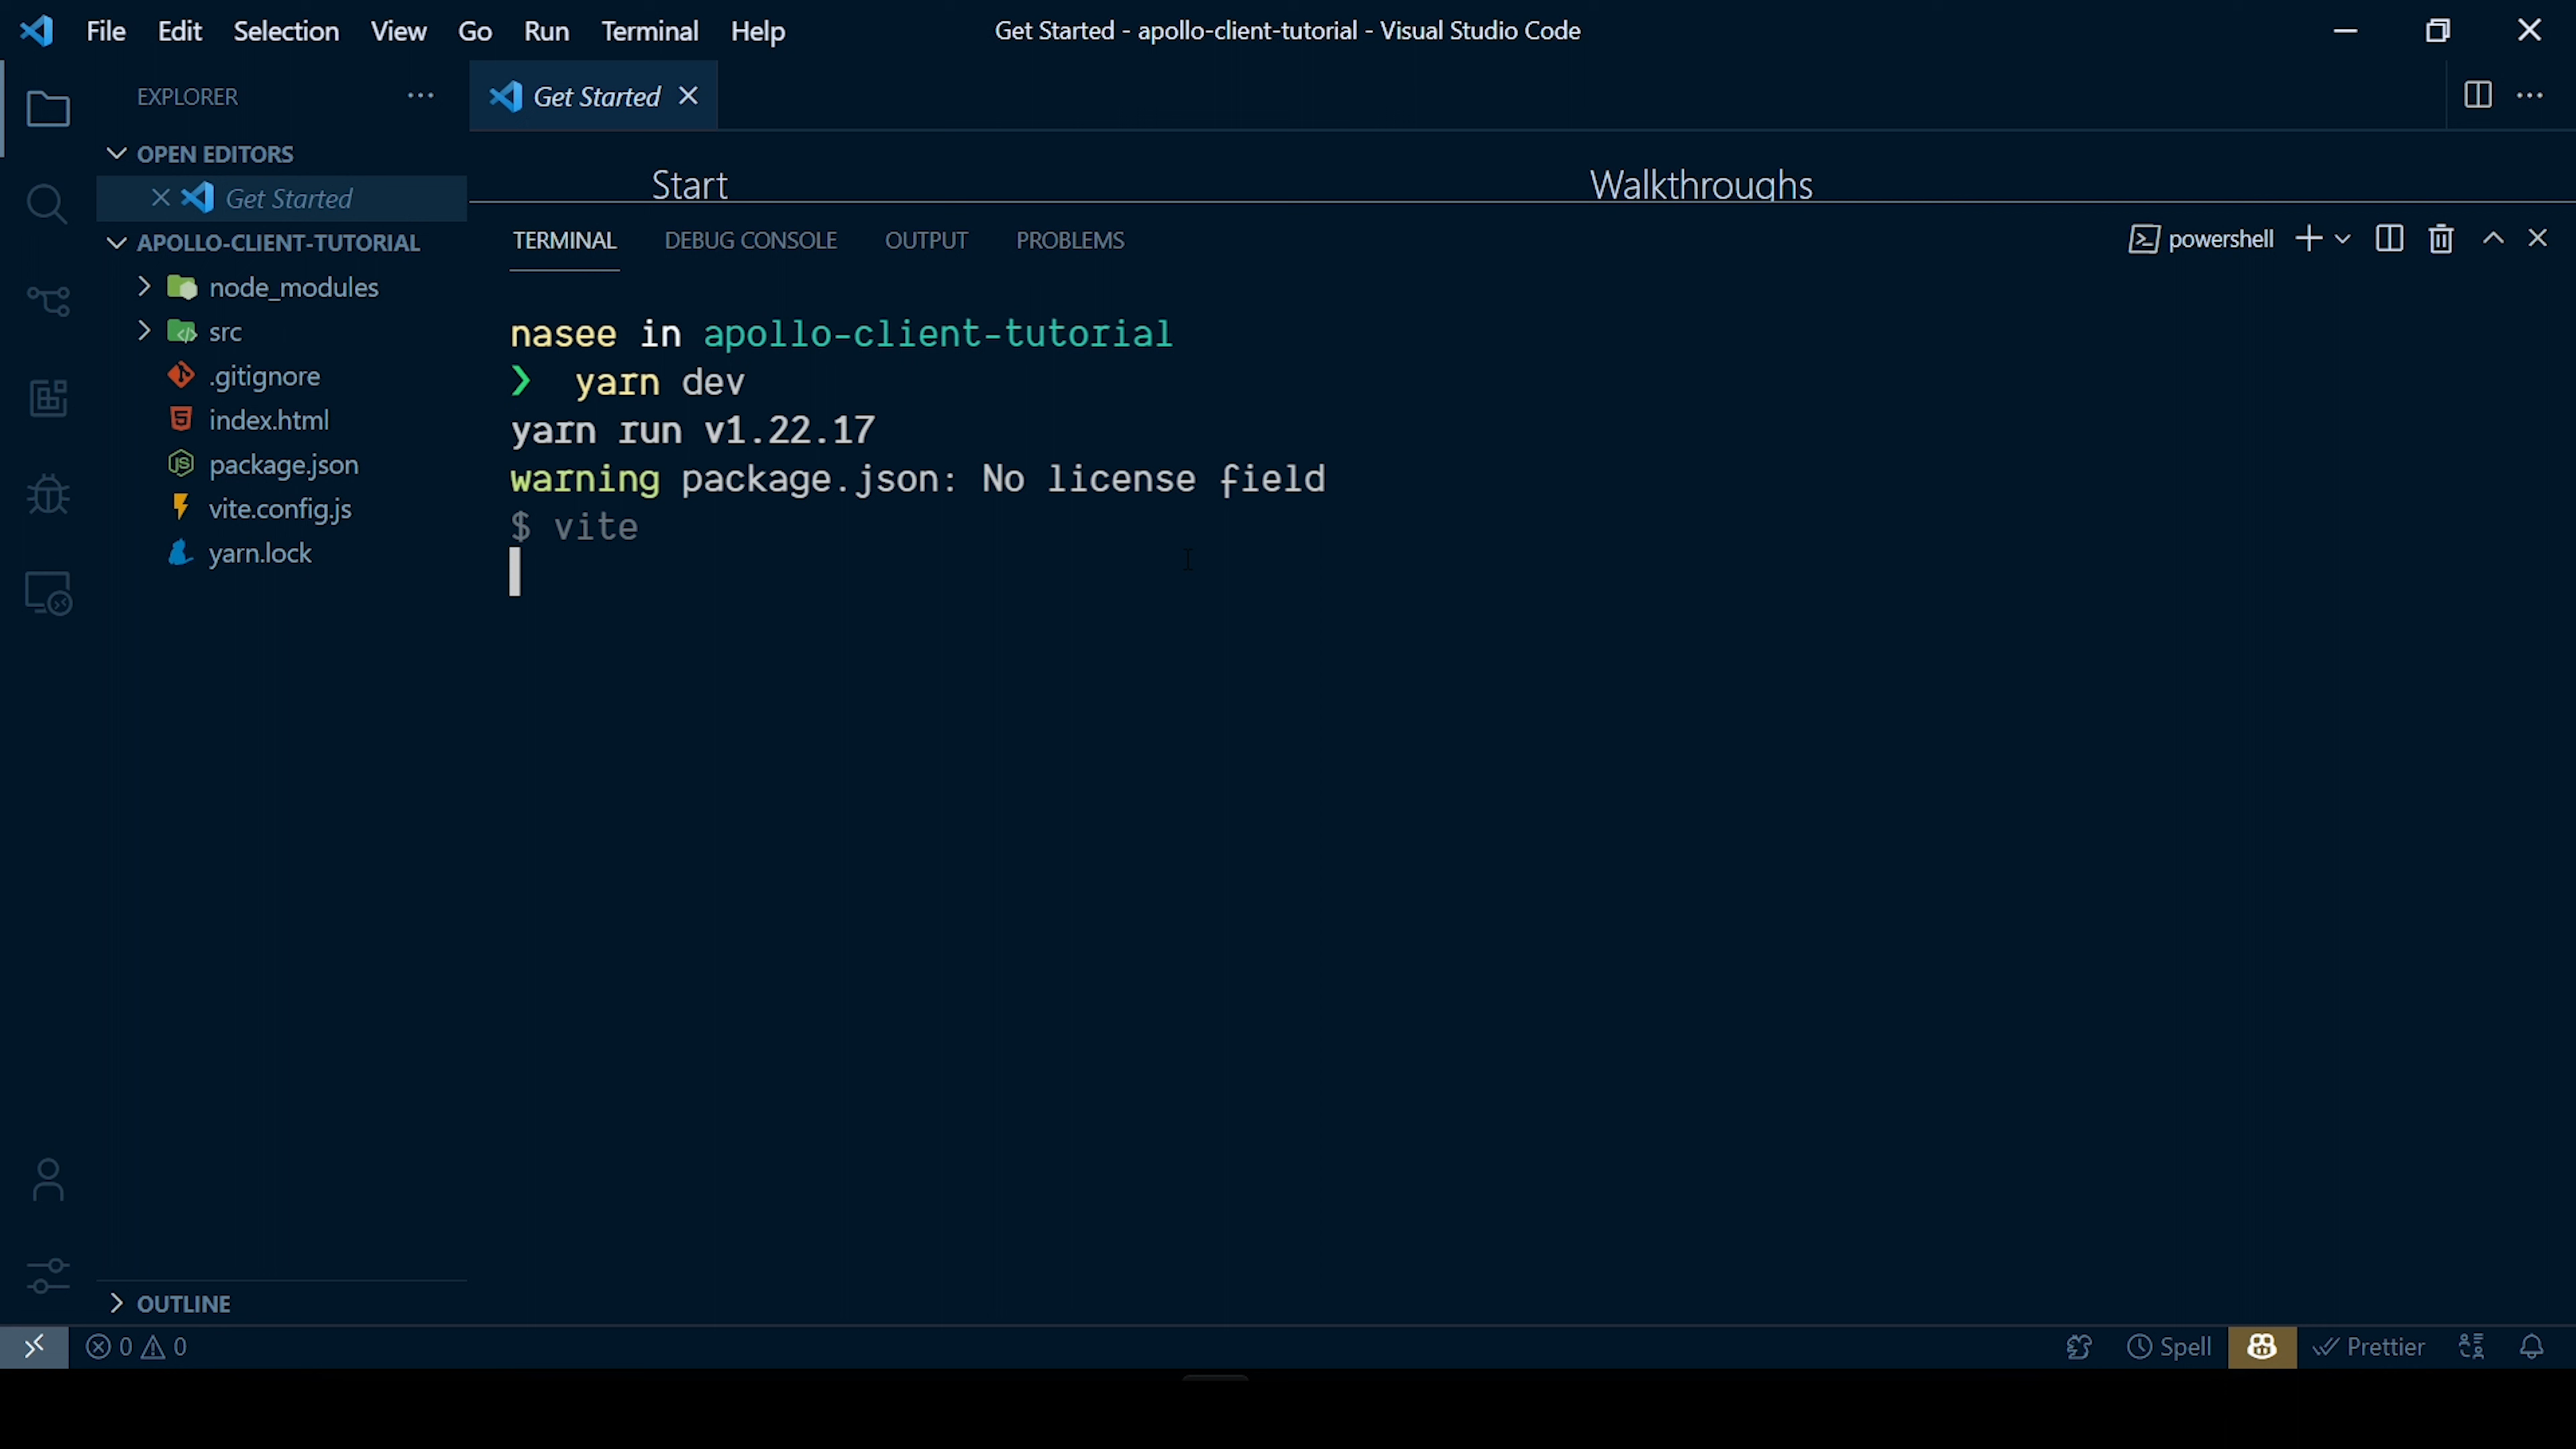 File Edit Selection View Go Run Terminal Help
Get Started - apollo-client-tutorial - Visual Studio Code
EXPLORER
OPEN EDITORS
Get Started
APOLLO-CLIENT-TUTORIAL
node_modules
src
.gitignore
index.html
package.json
vite.config.js
yarn.lock
OUTLINE
Get Started
Start
Walkthroughs
TERMINAL DEBUG CONSOLE OUTPUT PROBLEMS
powershell
nasee in apollo-client-tutorial
❯ yarn dev
yarn run v1.22.17
warning package.json: No license field
$ vite
0 0
Spell
Prettier